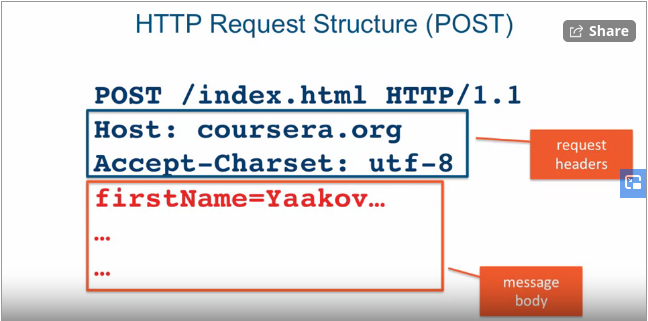 HTTP Request Structure (POST)
Share
POST /index.html HTTP/1.1
Host: coursera.org
Accept-Charset: utf-8
request
headers
firstName=Yaakov…
…
…
message
body